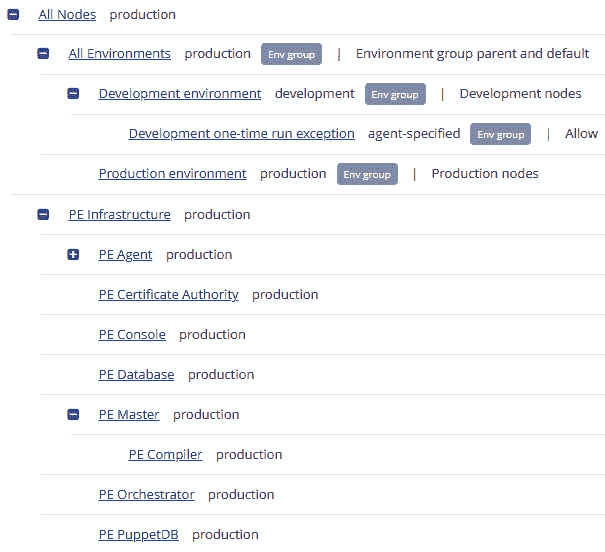 All Nodes production
All Environments production Env group | Environment group parent and default
Development environment development Env group | Development nodes
Development one-time run exception agent-specified Env group | Allow
Production environment production Env group | Production nodes
PE Infrastructure production
PE Agent production
PE Certificate Authority production
PE Console production
PE Database production
PE Master production
PE Compiler production
PE Orchestrator production
PE PuppetDB production